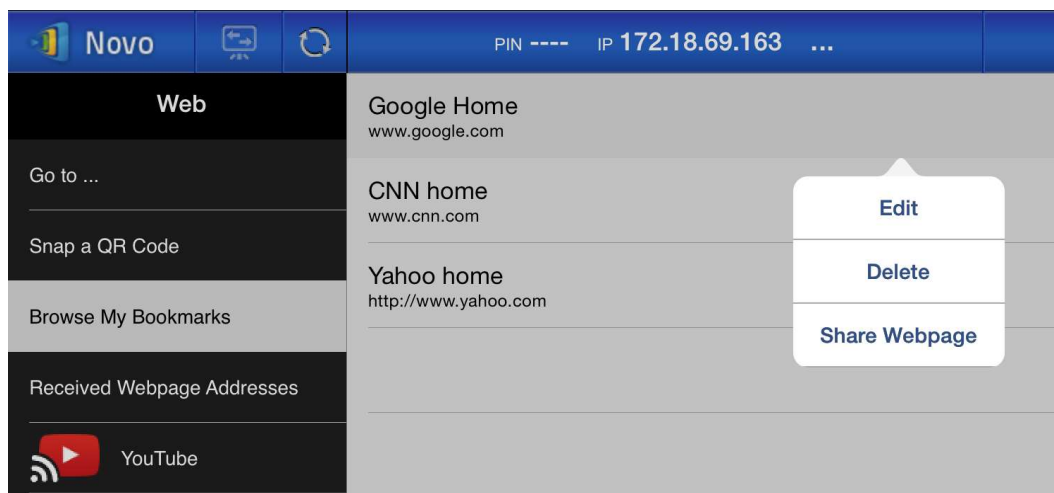 Novo
PIN ---- IP 172.18.69.163 ...
Web
Go to ...
Snap a QR Code
Browse My Bookmarks
Received Webpage Addresses
YouTube
Google Home
www.google.com
CNN home
www.cnn.com
Yahoo home
http://www.yahoo.com
Edit
Delete
Share Webpage